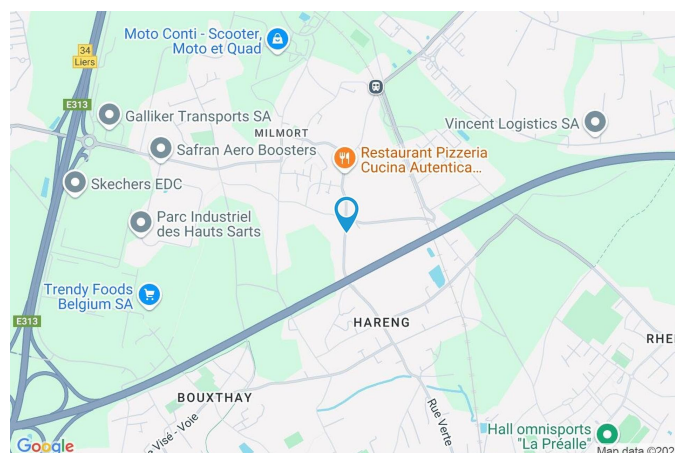 Moto Conti - Scooter,
Moto et Quad
34
Liers
E313
Galliker Transports SA
Vincent Logistics SA
MILMORT
Safran Aero Boosters
Restaurant Pizzeria
Cucina Autentica…
Skechers EDC
Parc Industriel
des Hauts Sarts
Trendy Foods
Belgium SA
E313
HARENG
RHE
BOUXTHAY
Rue Verte
Visé - Voie
Hall omnisports
"La Préalle"
Google
Map data ©202